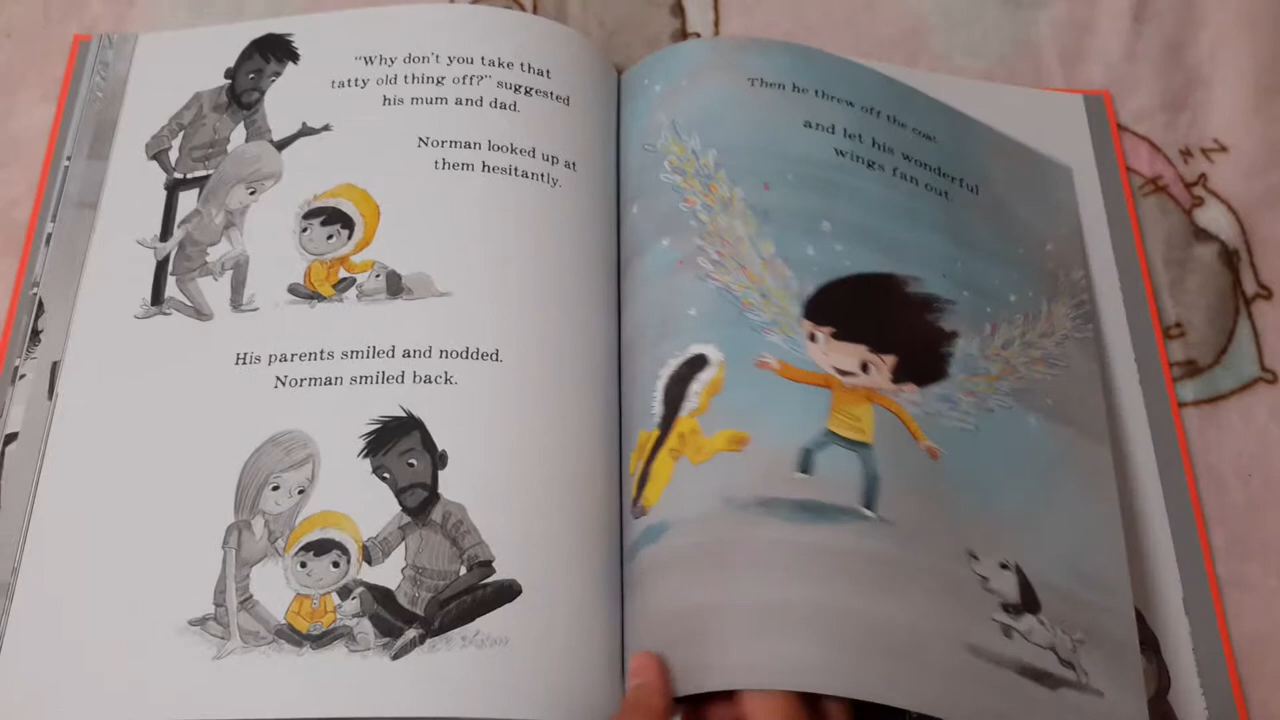 “Why don’t you take that
tatty old thing off?” suggested
his mum and dad.
Norman looked up at
them hesitantly.
His parents smiled and nodded.
Norman smiled back.
Then he threw off the coat
and let his wonderful
wings fan out.
Z
z